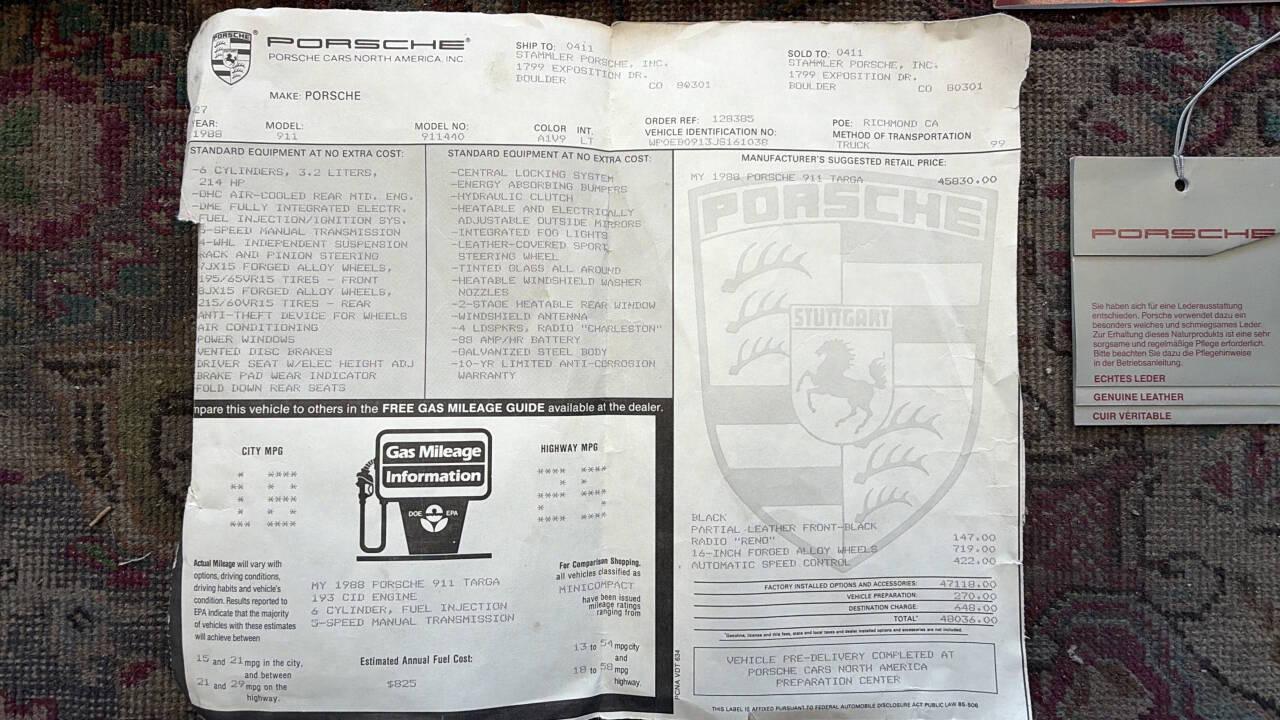 PORSCHE
PORSCHE®
PORSCHE CARS NORTH AMERICA, INC.
MAKE: PORSCHE
SHIP TO: 0411
STAMMLER PORSCHE, INC.
1799 EXPOSITION DR.
BOULDER
CO 80301
SOLD TO: 0411
STAMMLER PORSCHE, INC.
1799 EXPOSITION DR.
BOULDER
CO 80301
27
YEAR:
1988
MODEL:
911
MODEL NO:
911440
COLOR
A1V9
INT.
LT
ORDER REF: 128385
VEHICLE IDENTIFICATION NO:
WP0EB0913JS161038
POE: RICHMOND CA
METHOD OF TRANSPORTATION
TRUCK 99
STANDARD EQUIPMENT AT NO EXTRA COST:
-6 CYLINDERS, 3.2 LITERS,
214 HP
-OHC AIR-COOLED REAR MTD. ENG.
-DME FULLY INTEGRATED ELECTR.
FUEL INJECTION/IGNITION SYS.
5-SPEED MANUAL TRANSMISSION
4-WHL INDEPENDENT SUSPENSION
RACK AND PINION STEERING
7JX15 FORGED ALLOY WHEELS,
195/65VR15 TIRES - FRONT
8JX15 FORGED ALLOY WHEELS,
215/60VR15 TIRES - REAR
ANTI-THEFT DEVICE FOR WHEELS
AIR CONDITIONING
POWER WINDOWS
VENTED DISC BRAKES
DRIVER SEAT W/ELEC HEIGHT ADJ
BRAKE PAD WEAR INDICATOR
FOLD DOWN REAR SEATS
STANDARD EQUIPMENT AT NO EXTRA COST:
-CENTRAL LOCKING SYSTEM
-ENERGY ABSORBING BUMPERS
-HYDRAULIC CLUTCH
-HEATABLE AND ELECTRICALLY
ADJUSTABLE OUTSIDE MIRRORS
-INTEGRATED FOG LIGHTS
-LEATHER-COVERED SPORT
STEERING WHEEL
-TINTED GLASS ALL AROUND
-HEATABLE WINDSHIELD WASHER
NOZZLES
-2-STAGE HEATABLE REAR WINDOW
-WINDSHIELD ANTENNA
-4 LDSPKRS, RADIO "CHARLESTON"
-88 AMP/HR BATTERY
-GALVANIZED STEEL BODY
-10-YR LIMITED ANTI-CORROSION
WARRANTY
MANUFACTURER'S SUGGESTED RETAIL PRICE:
MY 1988 PORSCHE 911 TARGA 45830.00
PORSCHE
STUTTGART
BLACK
PARTIAL LEATHER FRONT-BLACK
RADIO "RENO" 147.00
16-INCH FORGED ALLOY WHEELS 719.00
AUTOMATIC SPEED CONTROL 422.00
FACTORY INSTALLED OPTIONS AND ACCESSORIES: 47118.00
VEHICLE PREPARATION: 270.00
DESTINATION CHARGE: 648.00
TOTAL* 48036.00
*Gasoline, license and title fees, state and local taxes and dealer installed options and accessories are not included.
VEHICLE PRE-DELIVERY COMPLETED AT
PORSCHE CARS NORTH AMERICA
PREPARATION CENTER
THIS LABEL IS AFFIXED PURSUANT TO FEDERAL AUTOMOBILE DISCLOSURE ACT PUBLIC LAW 85-506
PCNA VDT 634
mpare this vehicle to others in the FREE GAS MILEAGE GUIDE available at the dealer.
CITY MPG
* ****
** * *
* ****
* * *
*** ****
Gas Mileage
Information
DOE EPA
HIGHWAY MPG
**** ****
* *
**** ****
* *
**** ****
Actual Mileage will vary with
options, driving conditions,
driving habits and vehicle's
condition. Results reported to
EPA indicate that the majority
of vehicles with these estimates
will achieve between
15 and 21 mpg in the city,
and between
21 and 29 mpg on the
highway.
MY 1988 PORSCHE 911 TARGA
193 CID ENGINE
6 CYLINDER, FUEL INJECTION
5-SPEED MANUAL TRANSMISSION
Estimated Annual Fuel Cost:
$825
For Comparison Shopping,
all vehicles classified as
MINICOMPACT
have been issued
mileage ratings
ranging from
13 to 54 mpg city
and
18 to 58 mpg
highway.
PORSCHE
Sie haben sich für eine Lederausstattung
entschieden. Porsche verwendet dazu ein
besonders weiches und schmiegsames Leder.
Zur Erhaltung dieses Naturprodukts ist eine sehr
sorgsame und regelmäßige Pflege erforderlich.
Bitte beachten Sie dazu die Pflegehinweise
in der Betriebsanleitung.
ECHTES LEDER
GENUINE LEATHER
CUIR VÉRITABLE